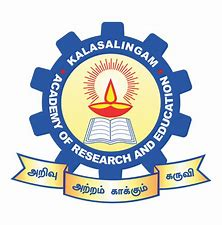 KALASALINGAM
ACADEMY OF RESEARCH AND EDUCATION
அறிவு அற்றம் காக்கும் கருவி